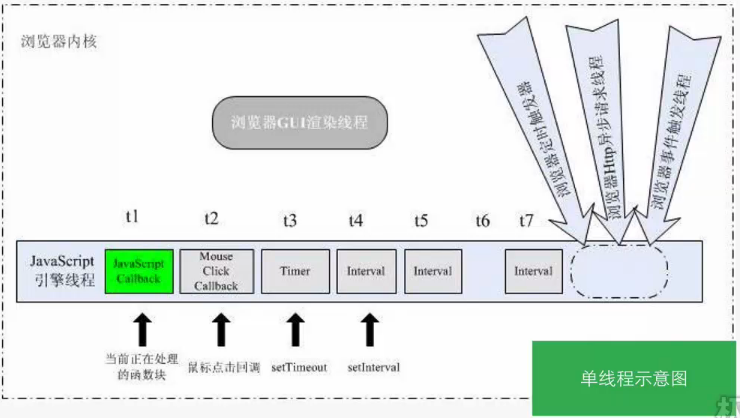 浏览器内核
浏览器GUI渲染线程
浏览器定时触发器
浏览器Http异步请求线程
浏览器事件触发线程
t1
t2
t3
t4
t5
t6
t7
JavaScript
引擎线程
JavaScript
Callback
Mouse
Click
Callback
Timer
Interval
Interval
Interval
当前正在处理
的函数块
鼠标点击回调
setTimeout
setInterval
单线程示意图